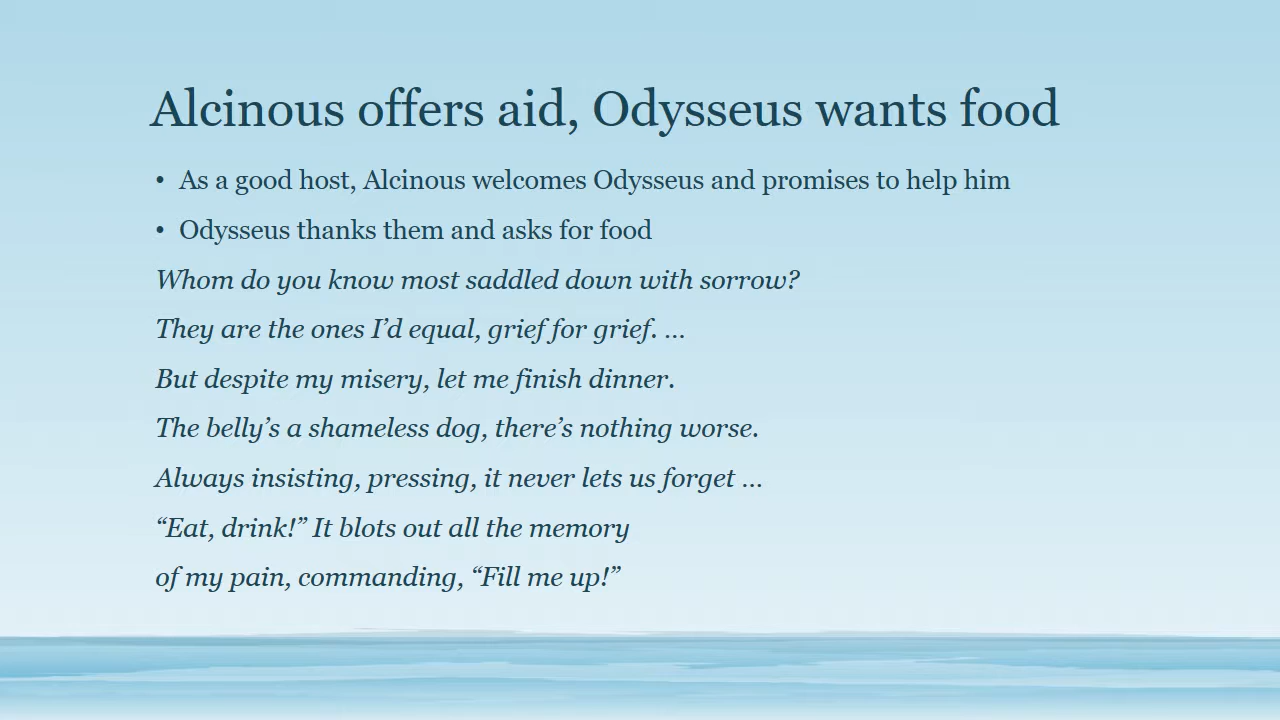 Alcinous offers aid, Odysseus wants food
• As a good host, Alcinous welcomes Odysseus and promises to help him
• Odysseus thanks them and asks for food
Whom do you know most saddled down with sorrow?
They are the ones I’d equal, grief for grief. ...
But despite my misery, let me finish dinner.
The belly’s a shameless dog, there’s nothing worse.
Always insisting, pressing, it never lets us forget ...
“Eat, drink!” It blots out all the memory
of my pain, commanding, “Fill me up!”